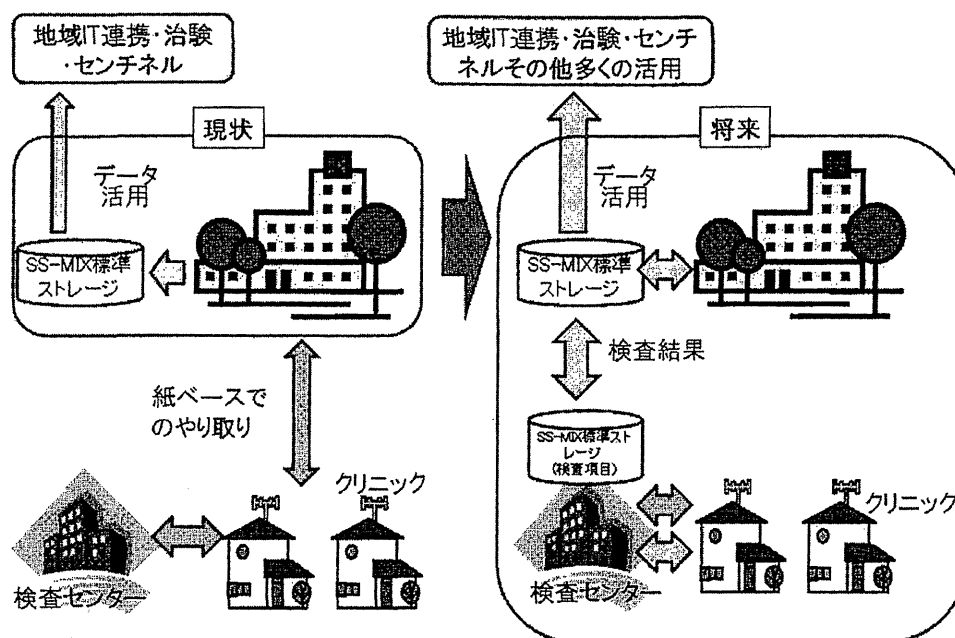 地域IT連携・治験
・センチネル
現状
データ
活用
SS-MIX標準
ストレージ
紙ベースで
のやり取り
クリニック
検査センター
地域IT連携・治験・センチ
ネルその他多くの活用
将来
データ
活用
SS-MIX標準
ストレージ
検査結果
SS-MIX標準スト
レージ
(検査項目)
クリニック
検査センター